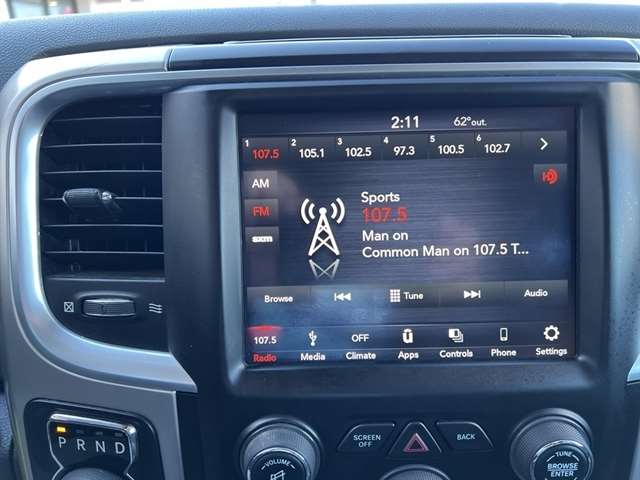 2:11 62° out.
1 107.5 2 105.1 3 102.5 4 97.3 5 100.5 6 102.7
AM
FM
Sports
107.5
Man on
Common Man on 107.5 T...
Browse Tune Audio
107.5 OFF
Radio Media Climate Apps Controls Phone Settings
PRND
VOLUME
SCREEN OFF
BACK
TUNE
BROWSE
ENTER